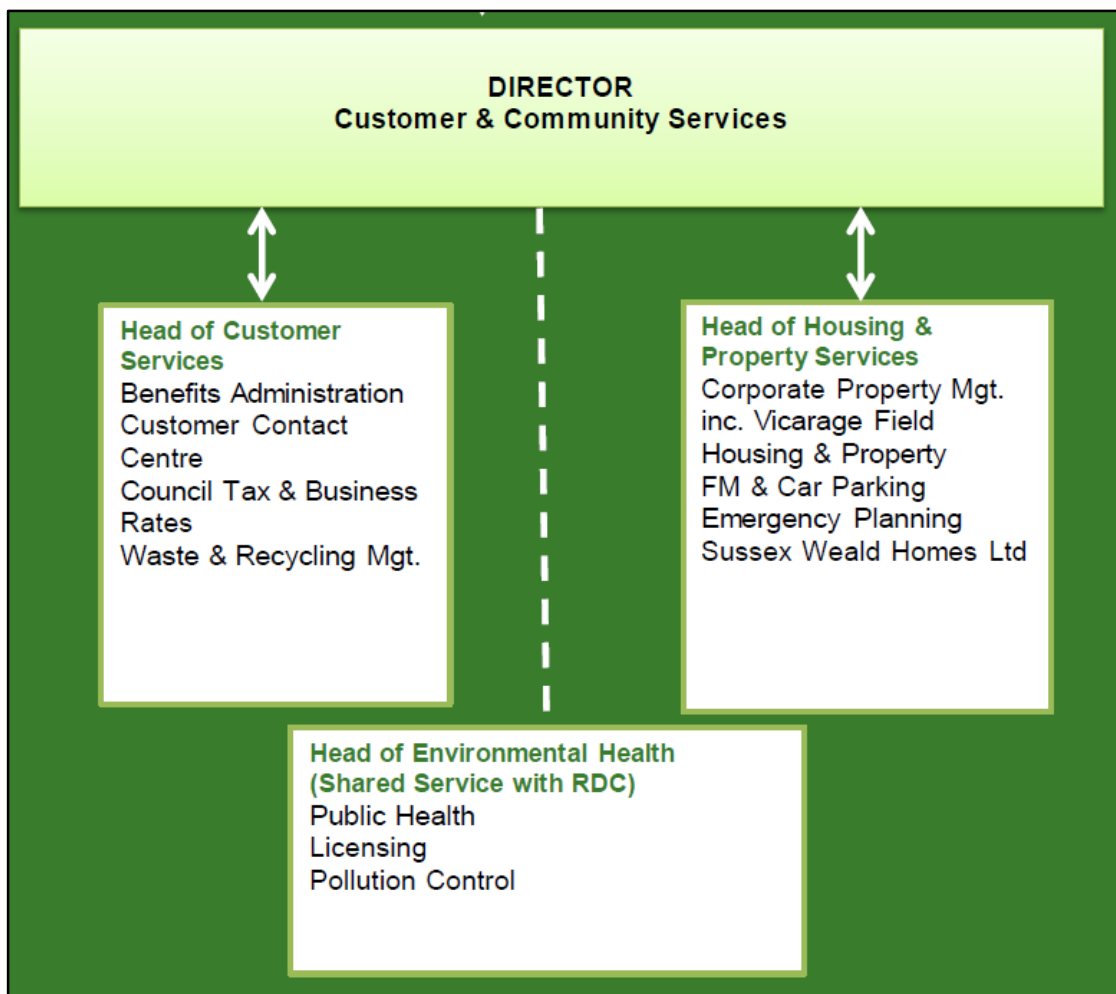 DIRECTOR
Customer & Community Services
Head of Customer
Services
Benefits Administration
Customer Contact
Centre
Council Tax & Business
Rates
Waste & Recycling Mgt.
Head of Housing &
Property Services
Corporate Property Mgt.
inc. Vicarage Field
Housing & Property
FM & Car Parking
Emergency Planning
Sussex Weald Homes Ltd
Head of Environmental Health
(Shared Service with RDC)
Public Health
Licensing
Pollution Control